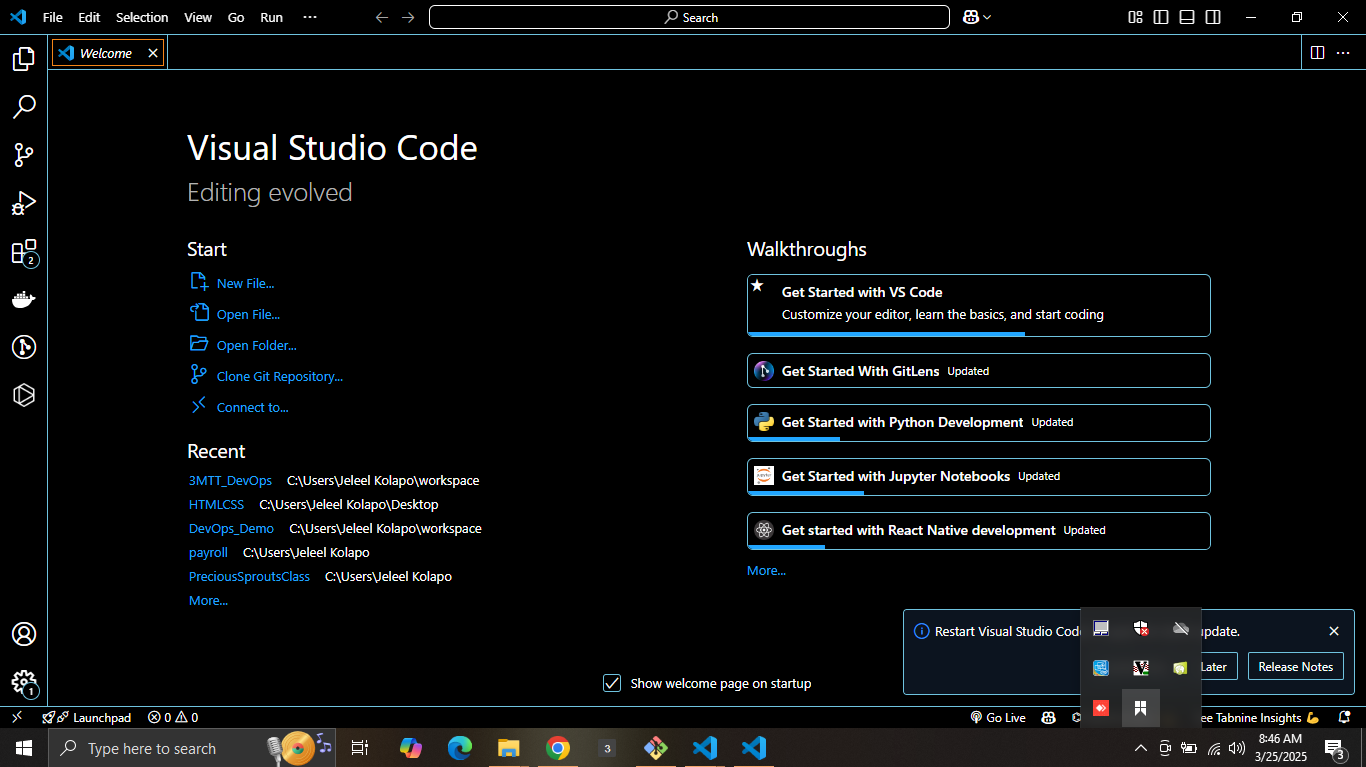 File Edit Selection View Go Run ···
Search
Welcome
Visual Studio Code
Editing evolved
Start
New File...
Open File...
Open Folder...
Clone Git Repository...
Connect to...
Recent
3MTT_DevOps C:\Users\Jeleel Kolapo\workspace
HTMLCSS C:\Users\Jeleel Kolapo\Desktop
DevOps_Demo C:\Users\Jeleel Kolapo\workspace
payroll C:\Users\Jeleel Kolapo
PreciousSproutsClass C:\Users\Jeleel Kolapo
More...
Walkthroughs
Get Started with VS Code
Customize your editor, learn the basics, and start coding
Get Started With GitLens Updated
Get Started with Python Development Updated
Get Started with Jupyter Notebooks Updated
Get started with React Native development Updated
More...
2
Restart Visual Studio Code
update.
Later
Release Notes
Show welcome page on startup
1
Launchpad 0 0
Go Live
Tabnine Insights
Type here to search
3
8:46 AM
3/25/2025
3